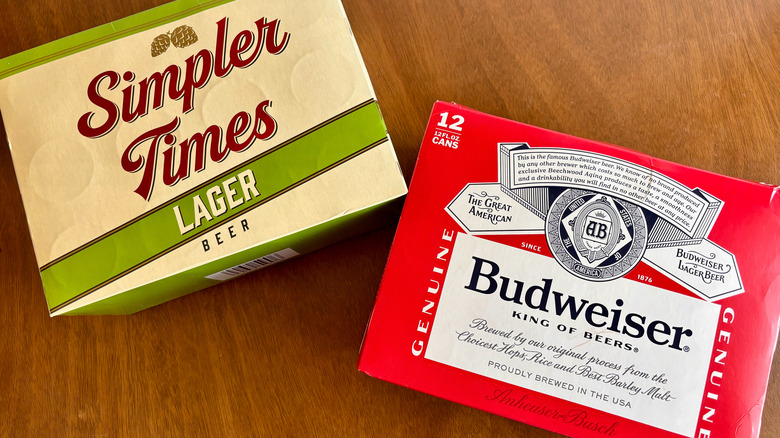 Simpler
Times
LAGER
BEER
12
12 FL OZ
CANS
This is the famous Budweiser beer. We know of no brand produced
by any other brewer which costs so much to brew and age. Our
exclusive Beechwood Aging produces a taste, a smoothness
and a drinkability you will find in no other beer at any price.
THE GREAT
AMERICAN
AB
BUDWEISER
LAGER BEER
SINCE
1876
AMERICA
GENUINE
Budweiser®
KING OF BEERS®
Brewed by our original process from the
Choicest Hops, Rice and Best Barley Malt
PROUDLY BREWED IN THE USA
Anheuser-Busch
GENUINE